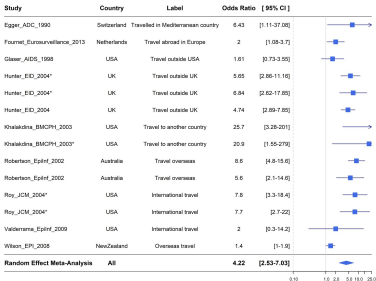 Study Country Label Odds Ratio [ 95% CI ]
Egger_ADC_1990 Switzerland Travelled in Mediterranean country 6.43 [1.11-37.08]
Fournet_Eurosurveillance_2013 Netherlands Travel abroad in Europe 2 [1.08-3.7]
Glaser_AIDS_1998 USA Travel outside USA 1.61 [0.73-3.55]
Hunter_EID_2004* UK Travel outside UK 5.65 [2.86-11.16]
Hunter_EID_2004* UK Travel outside UK 6.84 [2.62-17.85]
Hunter_EID_2004 UK Travel outside UK 4.74 [2.89-7.85]
Khalakdina_BMCPH_2003 USA Travel to another country 25.7 [3.28-201]
Khalakdina_BMCPH_2003* USA Travel to another country 20.9 [1.55-279]
Robertson_EpiInf_2002 Australia Travel overseas 8.6 [4.8-15.6]
Robertson_EpiInf_2002 Australia Travel overseas 5.6 [2.1-14.6]
Roy_JCM_2004* USA International travel 7.8 [3.3-18.4]
Roy_JCM_2004* USA International travel 7.7 [2.7-22]
Valderrama_EpiInf_2009 USA International travel 2 [0.3-14.2]
Wilson_EPI_2008 NewZealand Overseas travel 1.4 [1-1.9]
Random Effect Meta-Analysis All 4.22 [2.53-7.03]
0.10 1.0 2.0 5.0 10.0 25.0